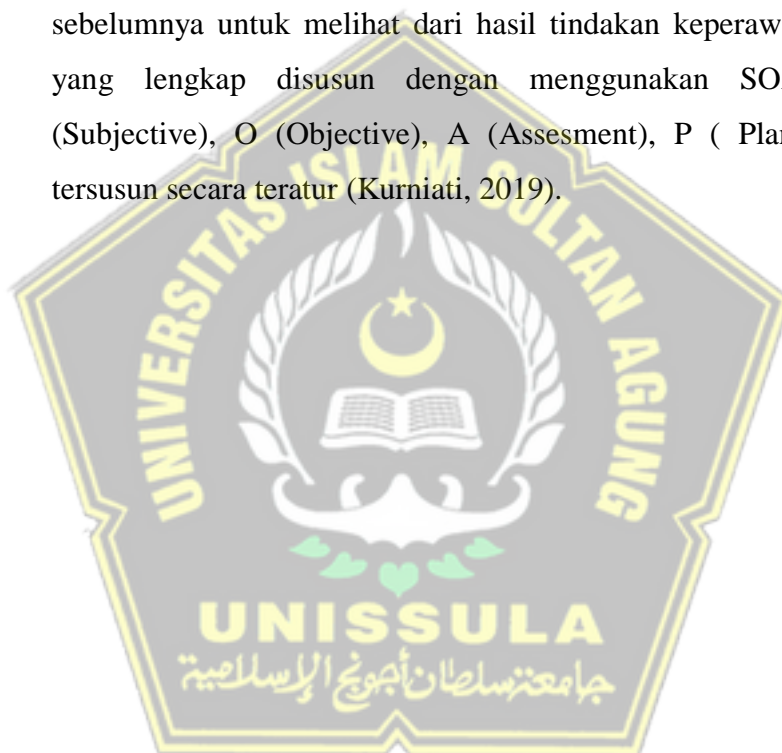 sebelumnya untuk melihat dari hasil tindakan keperaw
yang lengkap disusun dengan menggunakan SO
(Subjective), O (Objective), A (Assesment), P ( Plan
tersusun secara teratur (Kurniati, 2019).
UNIVERSITAS ISLAM SULTAN AGUNG
UNISSULA
جامعة سلطان أجونج الإسلامية